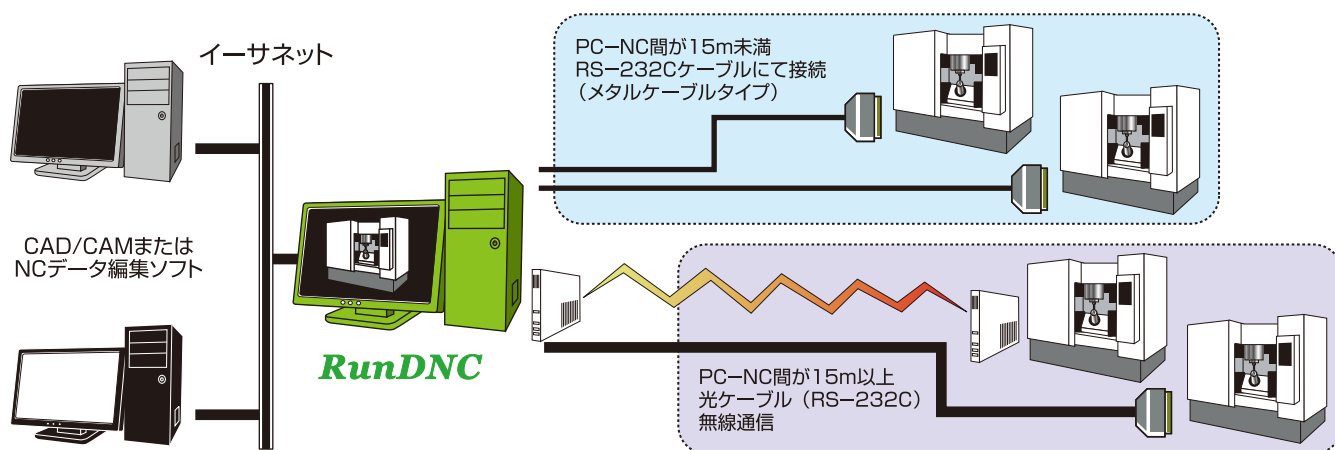 イーサネット
CAD/CAMまたは
NCデータ編集ソフト
RunDNC
PC−NC間が15m未満
RS−232Cケーブルにて接続
（メタルケーブルタイプ）
PC−NC間が15m以上
光ケーブル（RS−232C）
無線通信